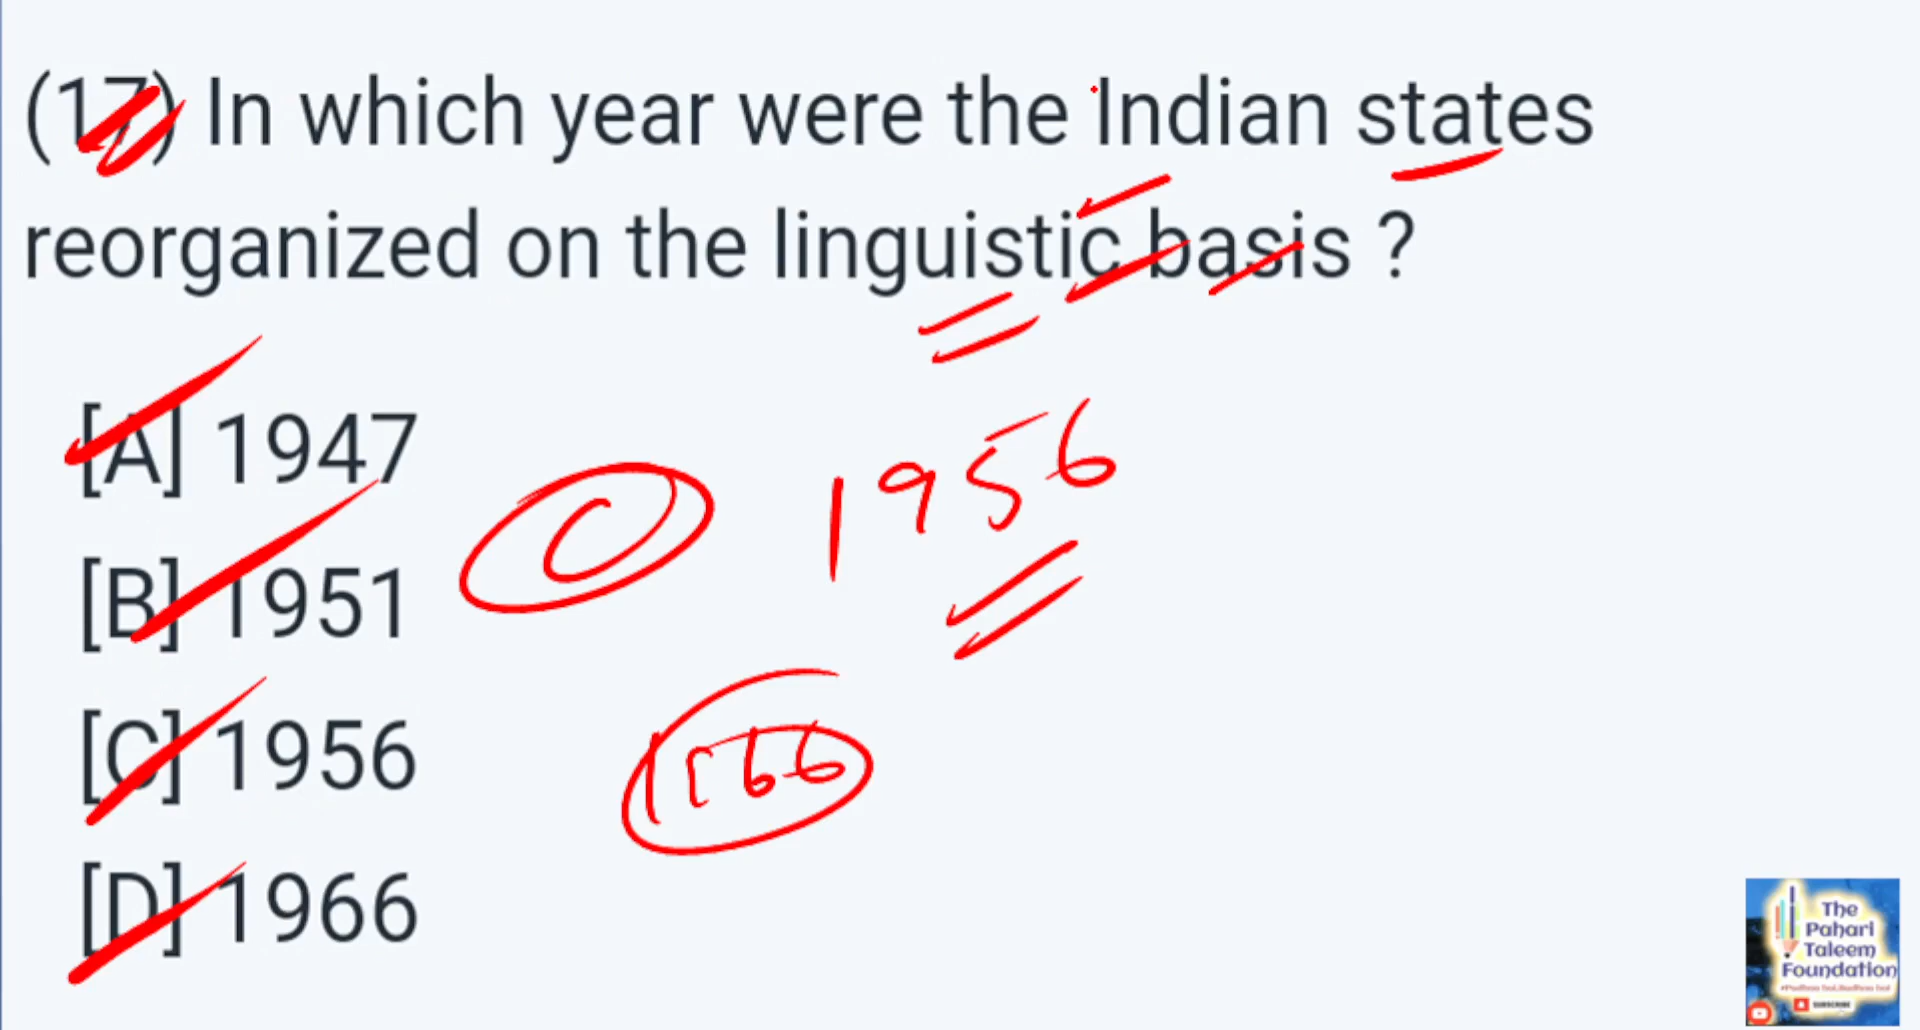 (17) In which year were the Indian states
reorganized on the linguistic basis ?
[A] 1947
[B] 1951
[C] 1956
[D] 1966
C 1956
The
Pahari
Taleem
Foundation
SUBSCRIBE